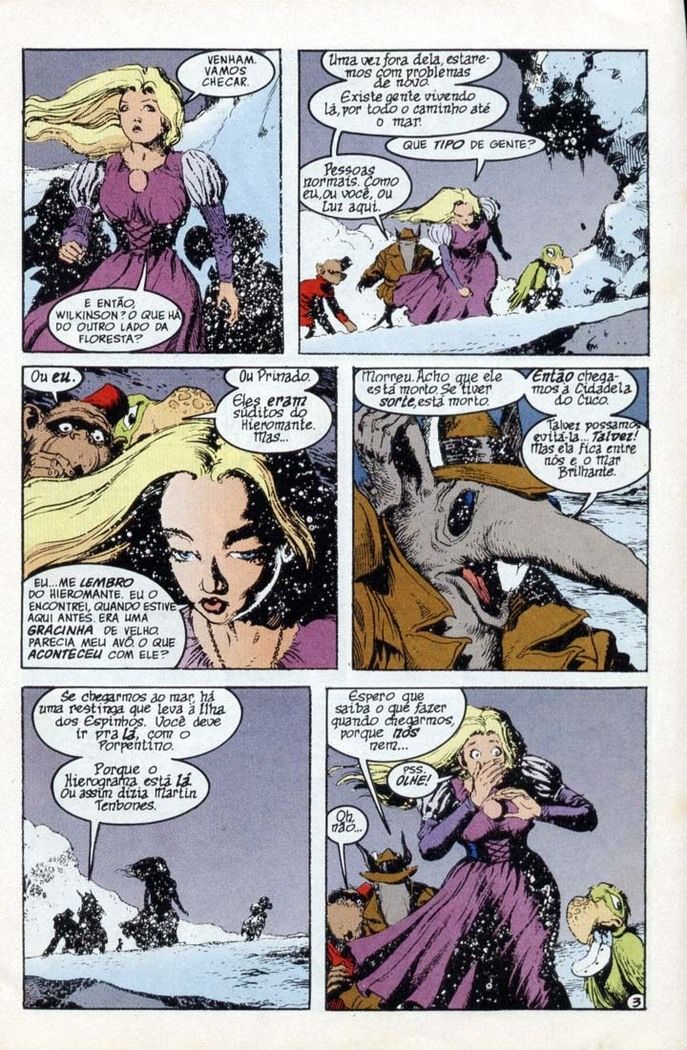 VENHAM.
VAMOS
CHECAR.
E ENTÃO,
WILKINSON? O QUE HÁ
DO OUTRO LADO DA
FLORESTA?
Uma vez fora dela, estare-
mos com problemas
de novo.
Existe gente vivendo
lá, por todo o caminho até
o mar.
QUE TIPO DE GENTE?
Pessoas
normais. Como
eu, ou você, ou
Luz aqui.
Ou eu.
Ou Prinado.
Eles eram
súditos do
Hieromante.
Mas...
EU... ME LEMBRO
DO HIEROMANTE. EU O
ENCONTREI, QUANDO ESTIVE
AQUI ANTES. ERA UMA
GRACINHA DE VELHO.
PARECIA MEU AVÔ. O QUE
ACONTECEU COM ELE?
Morreu. Acho que ele
está morto. Se tiver
sorte, está morto.
Então chega-
mos à Cidadela
do Cuco.
Talvez possamos
evitá-la... Talvez!
Mas ela fica entre
nós e o Mar
Brilhante.
Se chegarmos ao mar, há
uma restinga que leva à Ilha
dos Espinhos. Você deve
ir pra lá, com o
Porpentino.
Porque o
Hierograma está lá.
Ou assim dizia Martin
Tenbones.
Espero que
saiba o que fazer
quando chegarmos,
porque nós
nem...
PSS.
OLHE!
Oh
não...
3